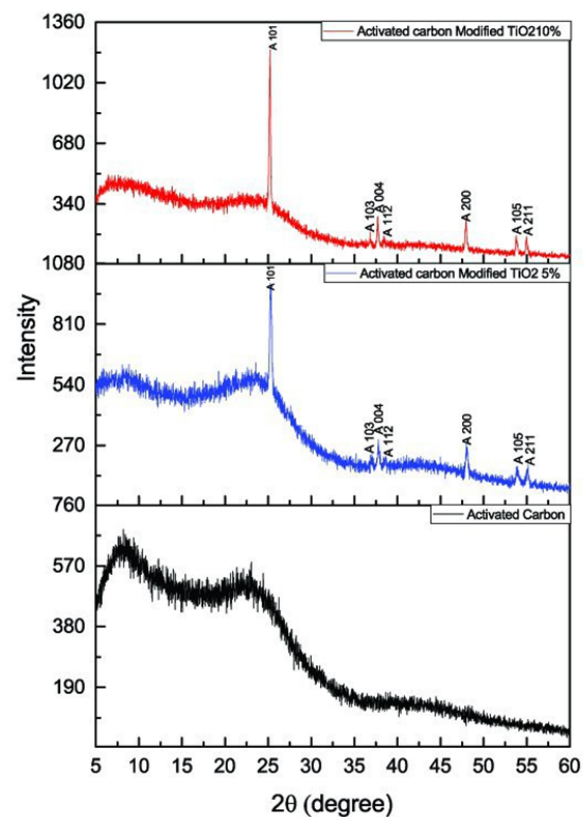 1360
1020
680
340
Activated carbon Modified TiO210%
A 101
A 103
A 004
A 112
A 200
A 105
A 211
1080
810
540
270
Activated carbon Modified TiO2 5%
A 101
A 103
A 004
A 112
A 200
A 105
A 211
Intensity
760
570
380
190
Activated Carbon
5 10 15 20 25 30 35 40 45 50 55 60
2θ (degree)